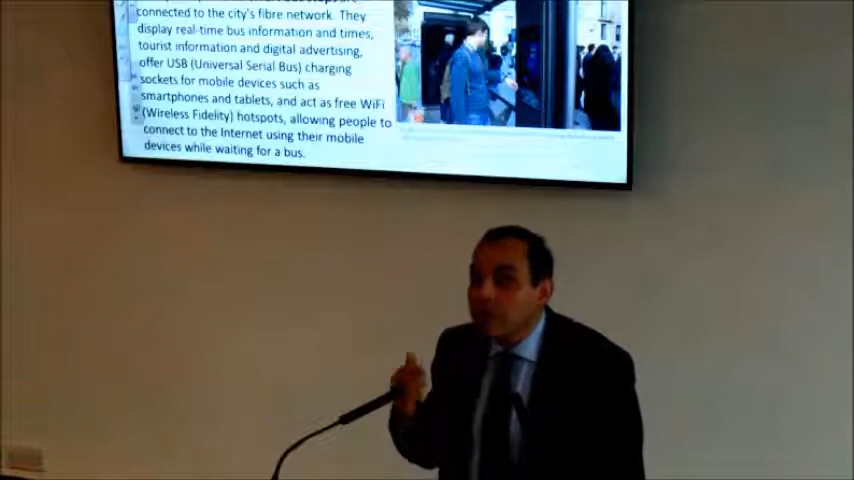 connected to the city's fibre network. They
display real-time bus information and times,
tourist information and digital advertising,
offer USB (Universal Serial Bus) charging
sockets for mobile devices such as
smartphones and tablets, and act as free WiFi
(Wireless Fidelity) hotspots, allowing people to
connect to the Internet using their mobile
devices while waiting for a bus.